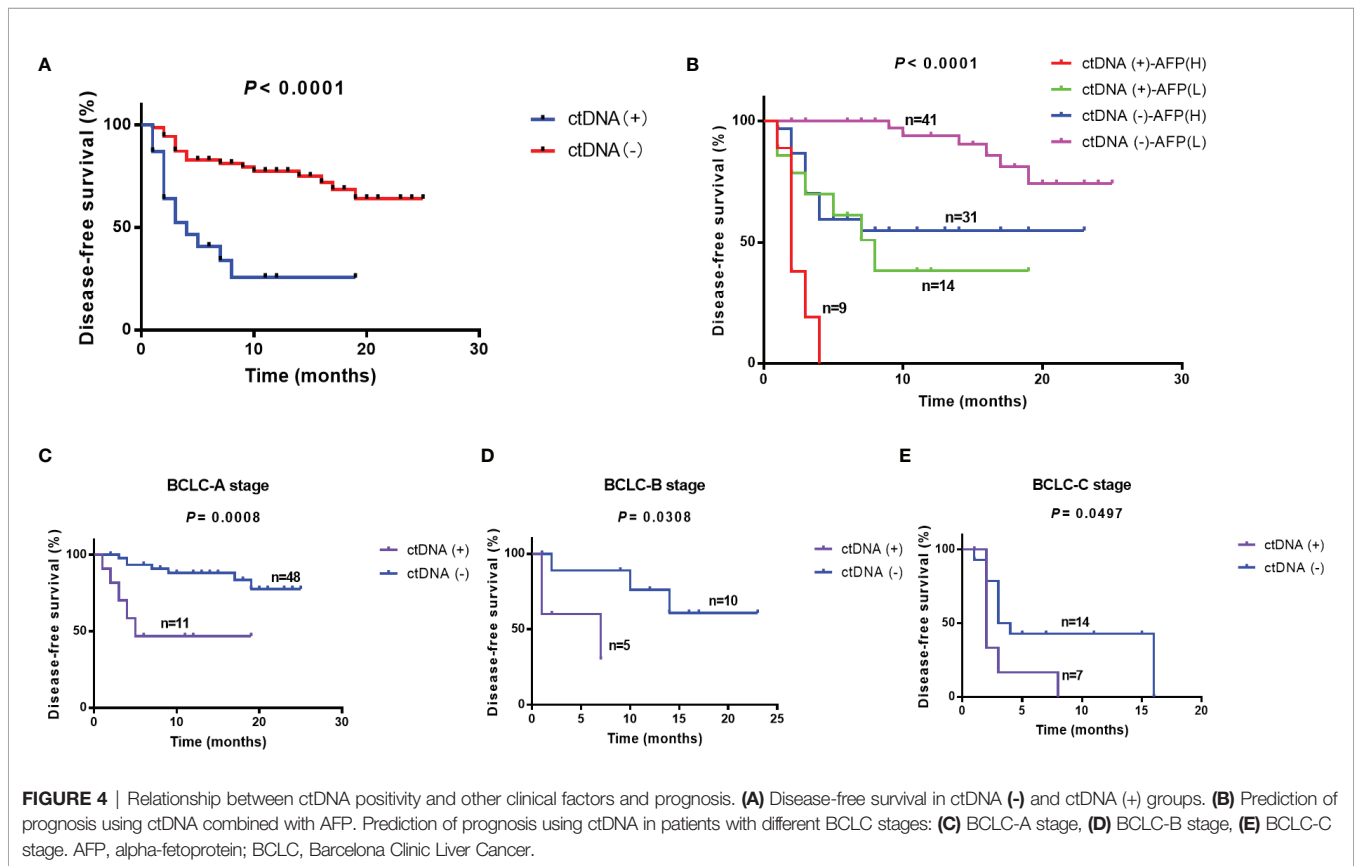 A
P < 0.0001
ctDNA (+)
ctDNA (-)
Disease-free survival (%)
100
50
0
0 10 20 30
Time (months)
B
P < 0.0001
ctDNA (+)-AFP(H)
ctDNA (+)-AFP(L)
ctDNA (-)-AFP(H)
ctDNA (-)-AFP(L)
Disease-free survival (%)
100
50
0
n=41
n=31
n=14
n=9
0 10 20 30
Time (months)
C
BCLC-A stage
P = 0.0008
ctDNA (+)
ctDNA (-)
Disease-free survival (%)
100
50
0
n=48
n=11
0 10 20 30
Time (months)
D
BCLC-B stage
P = 0.0308
ctDNA (+)
ctDNA (-)
Disease-free survival (%)
100
50
0
n=10
n=5
0 5 10 15 20 25
Time (months)
E
BCLC-C stage
P = 0.0497
ctDNA (+)
ctDNA (-)
Disease-free survival (%)
100
50
0
n=14
n=7
0 5 10 15 20
Time (months)
FIGURE 4 | Relationship between ctDNA positivity and other clinical factors and prognosis. (A) Disease-free survival in ctDNA (-) and ctDNA (+) groups. (B) Prediction of
prognosis using ctDNA combined with AFP. Prediction of prognosis using ctDNA in patients with different BCLC stages: (C) BCLC-A stage, (D) BCLC-B stage, (E) BCLC-C
stage. AFP, alpha-fetoprotein; BCLC, Barcelona Clinic Liver Cancer.